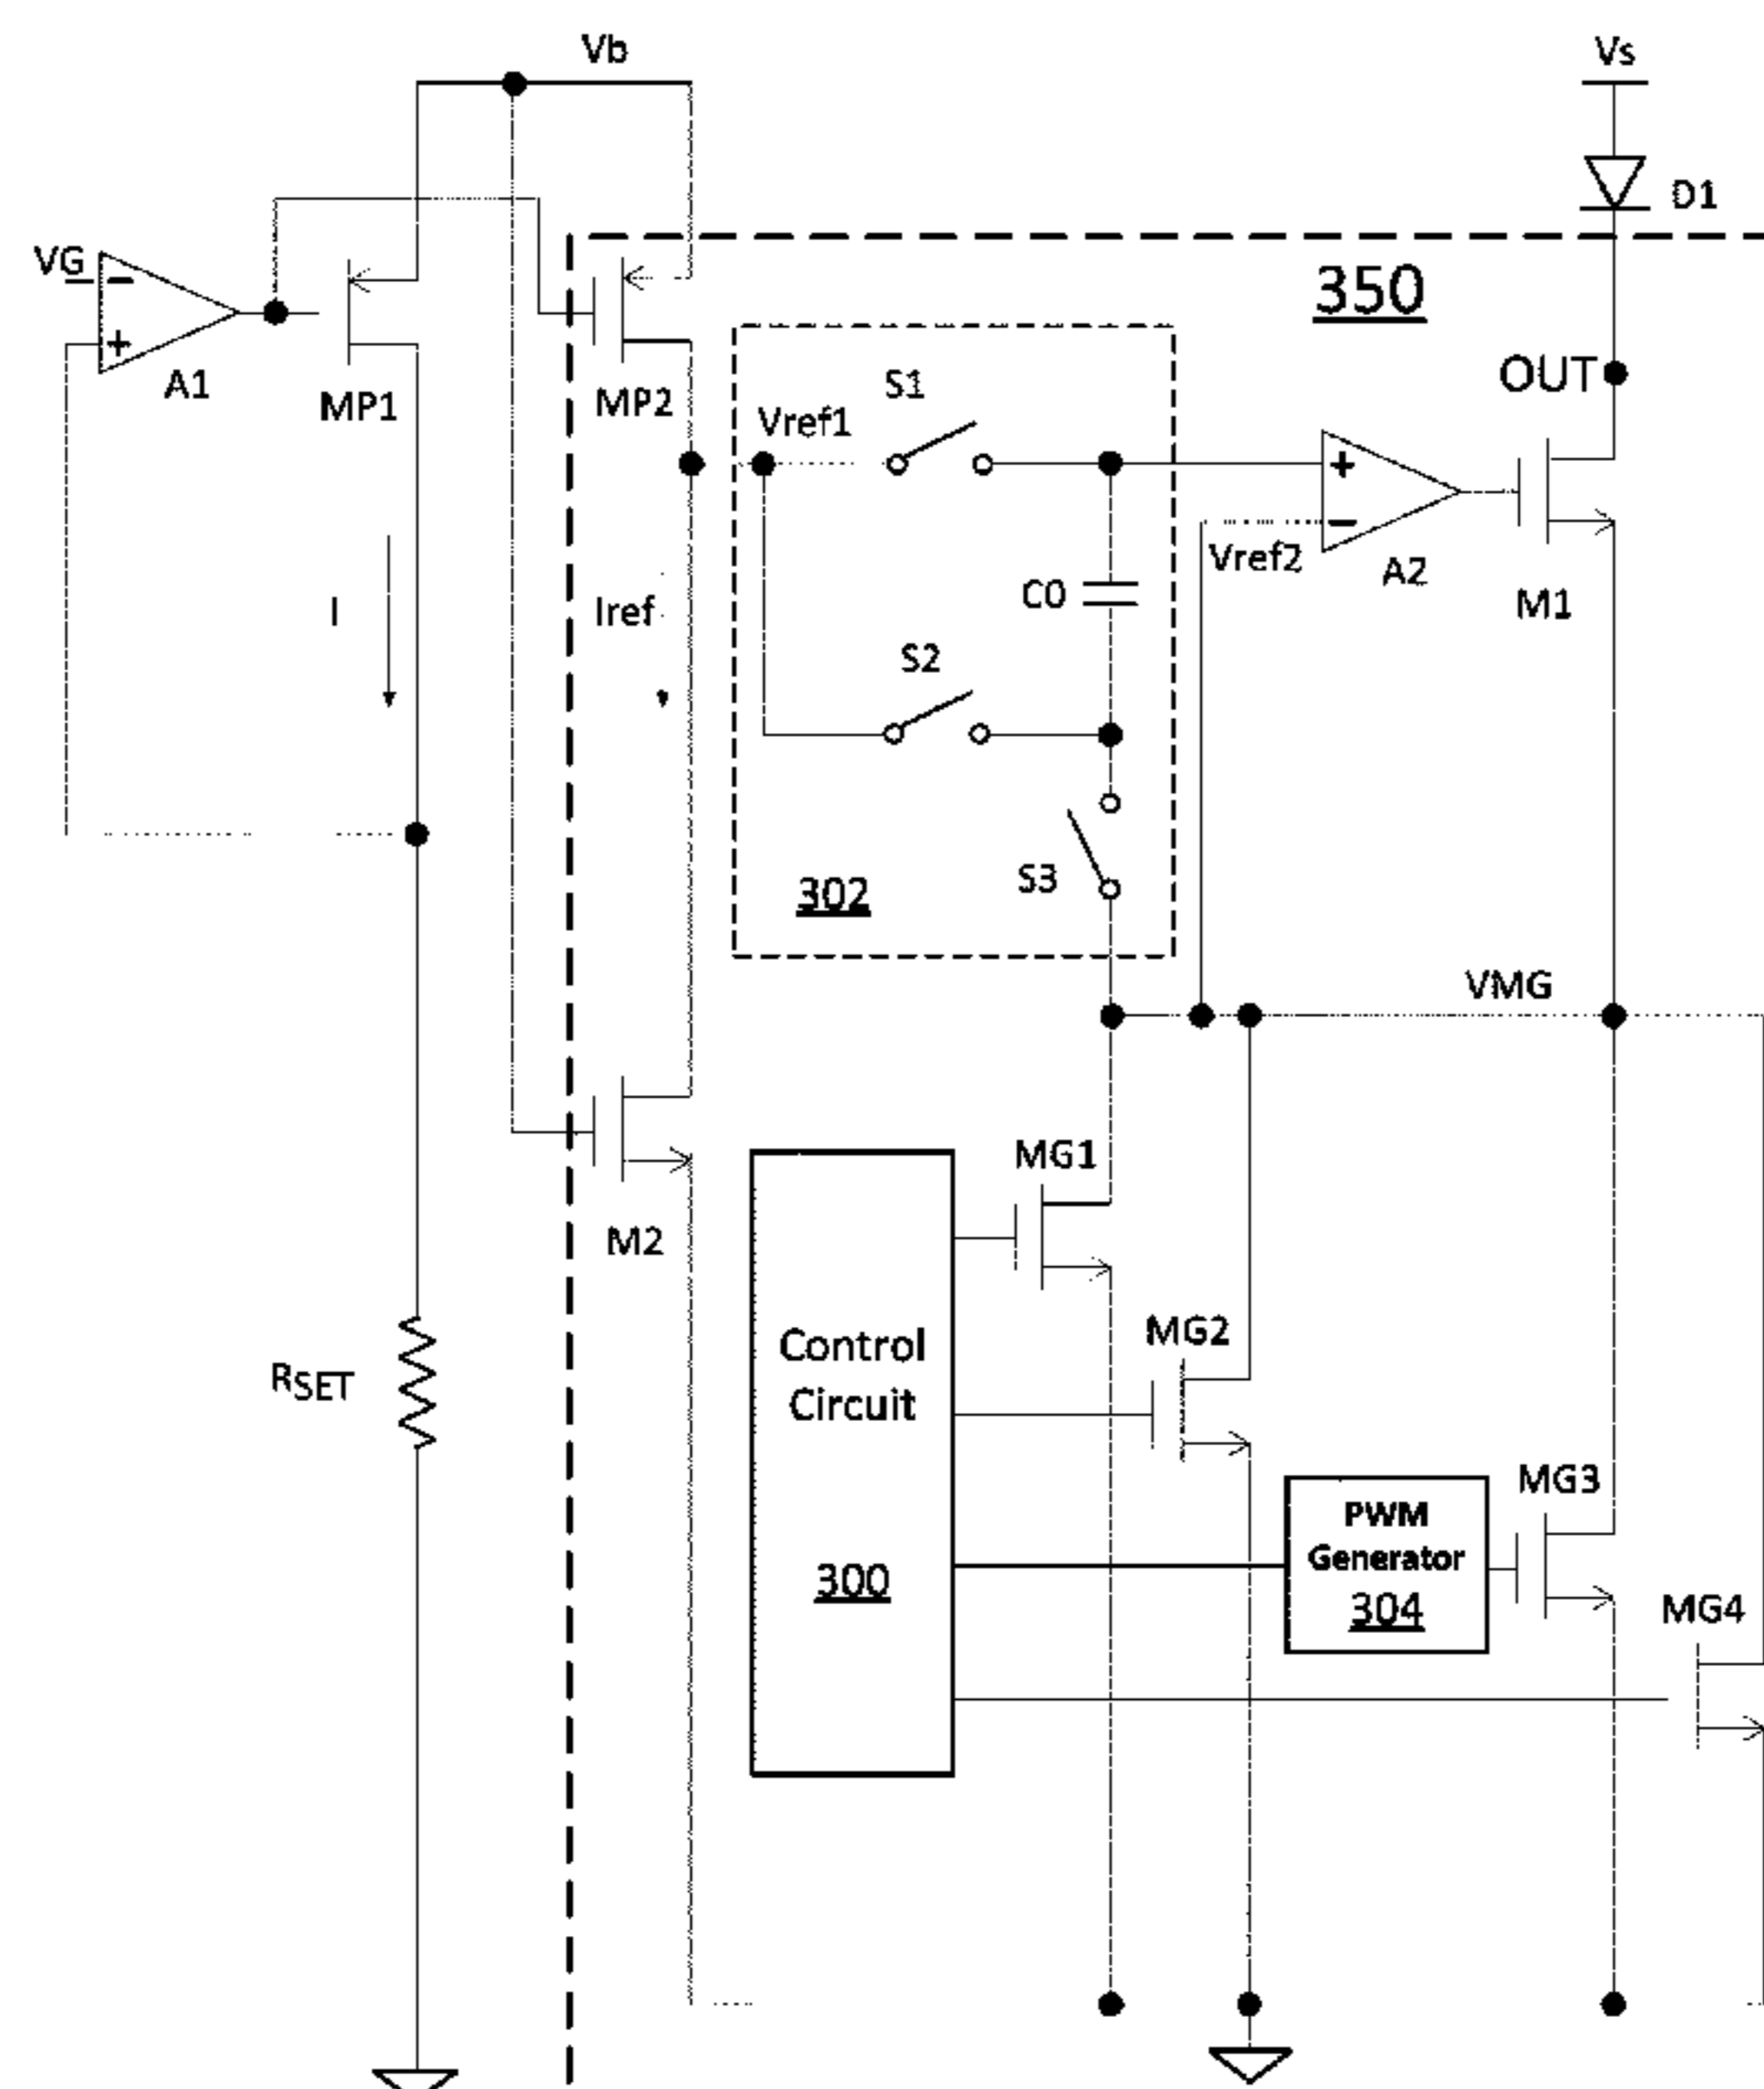 Vb
Vs
D1
VG
−
+
A1
MP1
MP2
350
S1
Vref1
OUT
+
−
Vref2
A2
M1
I
Iref
C0
S2
S3
302
VMG
M2
MG1
MG2
Control
Circuit
300
RSET
PWM
Generator
304
MG3
MG4